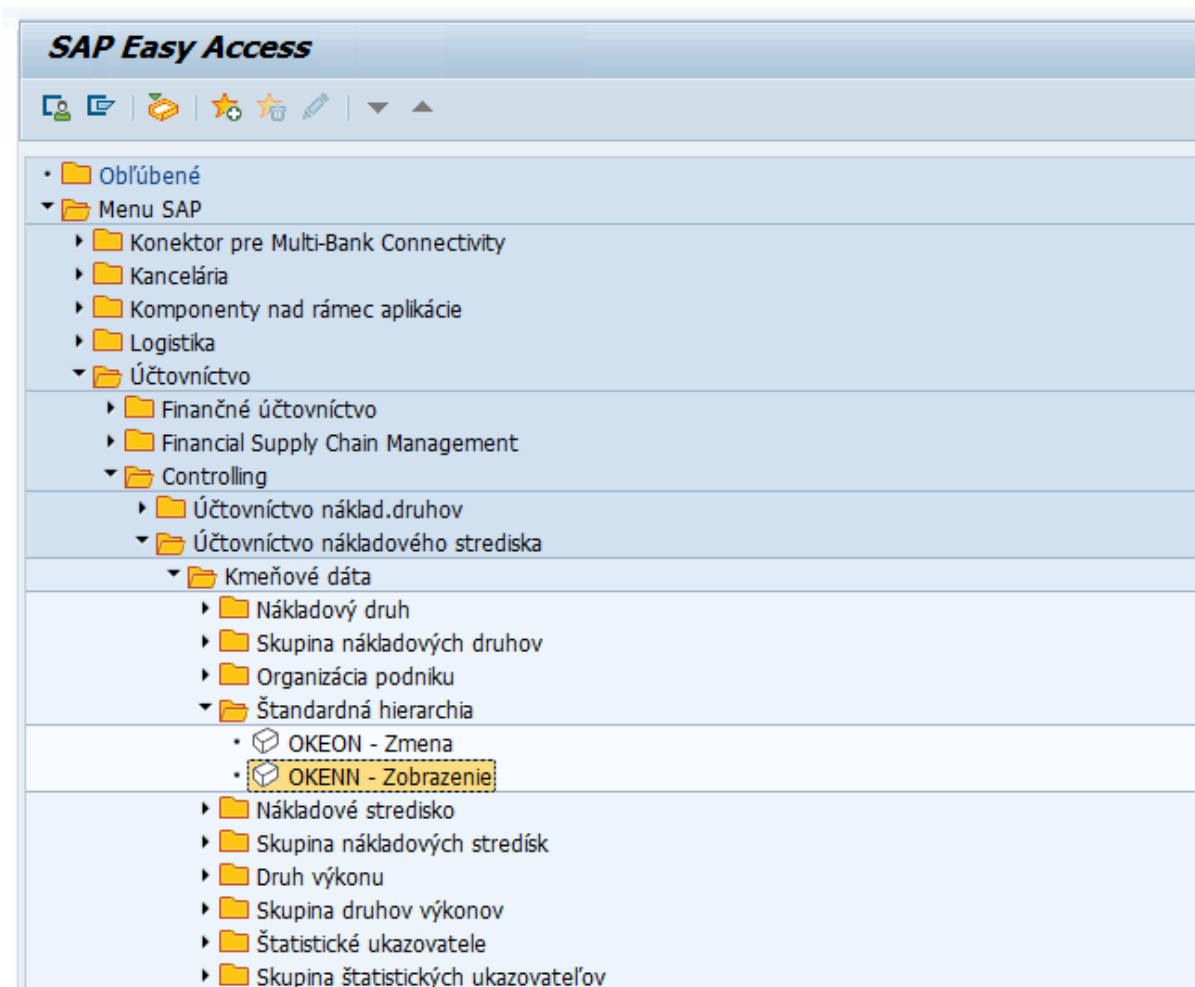 SAP Easy Access
Obľúbené
Menu SAP
Konektor pre Multi-Bank Connectivity
Kancelária
Komponenty nad rámec aplikácie
Logistika
Účtovníctvo
Finančné účtovníctvo
Financial Supply Chain Management
Controlling
Účtovníctvo náklad.druhov
Účtovníctvo nákladového strediska
Kmeňové dáta
Nákladový druh
Skupina nákladových druhov
Organizácia podniku
Štandardná hierarchia
OKEON - Zmena
OKENN - Zobrazenie
Nákladové stredisko
Skupina nákladových stredísk
Druh výkonu
Skupina druhov výkonov
Štatistické ukazovatele
Skupina štatistických ukazovateľov